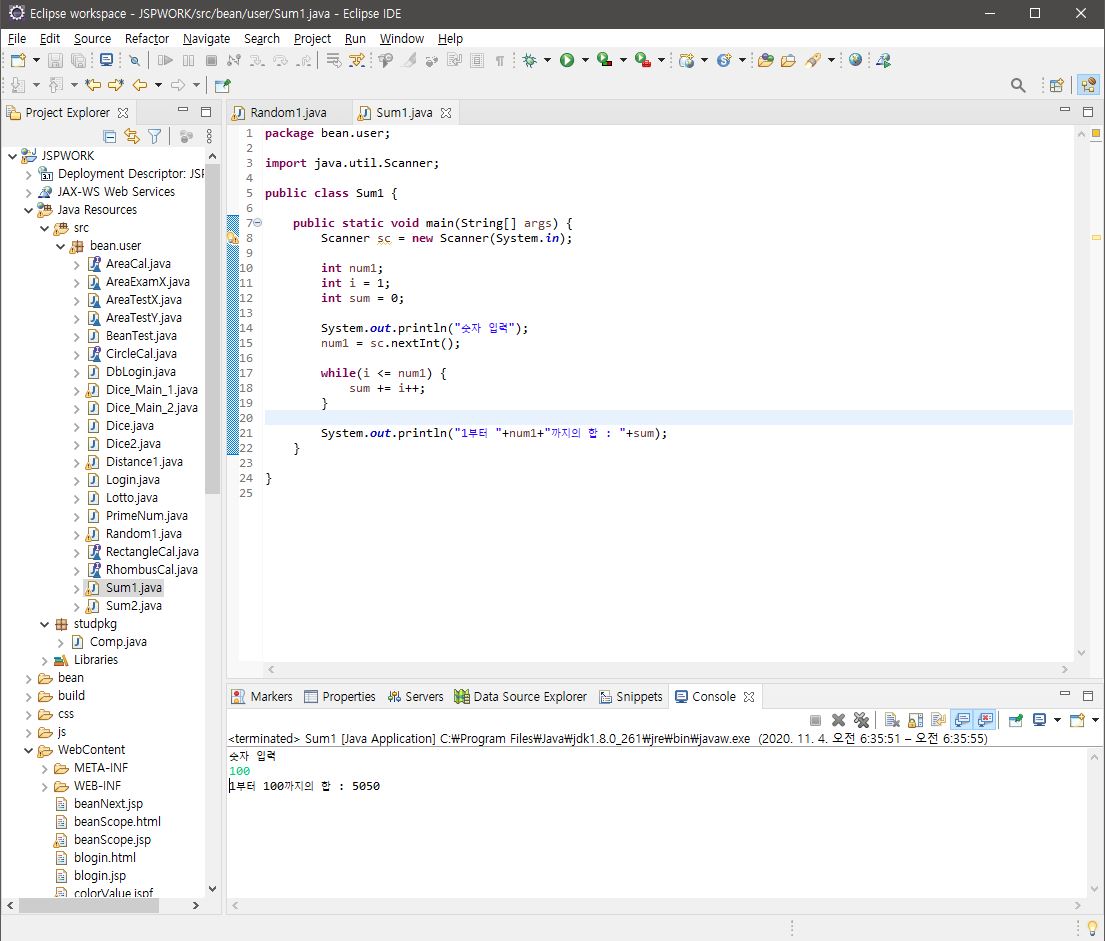 Eclipse workspace - JSPWORK/src/bean/user/Sum1.java - Eclipse IDE
File Edit Source Refactor Navigate Search Project Run Window Help
Project Explorer
JSPWORK
Deployment Descriptor: JSP
JAX-WS Web Services
Java Resources
src
bean.user
AreaCal.java
AreaExamX.java
AreaTestX.java
AreaTestY.java
BeanTest.java
CircleCal.java
DbLogin.java
Dice_Main_1.java
Dice_Main_2.java
Dice.java
Dice2.java
Distance1.java
Login.java
Lotto.java
PrimeNum.java
Random1.java
RectangleCal.java
RhombusCal.java
Sum1.java
Sum2.java
studpkg
Comp.java
Libraries
bean
build
css
js
WebContent
META-INF
WEB-INF
beanNext.jsp
beanScope.html
beanScope.jsp
blogin.html
blogin.jsp
colorValue.jspf
Random1.java Sum1.java
1 package bean.user;
2
3 import java.util.Scanner;
4
5 public class Sum1 {
6
7 public static void main(String[] args) {
8 Scanner sc = new Scanner(System.in);
9
10 int num1;
11 int i = 1;
12 int sum = 0;
13
14 System.out.println("숫자 입력");
15 num1 = sc.nextInt();
16
17 while(i <= num1) {
18 sum += i++;
19 }
20
21 System.out.println("1부터 "+num1+"까지의 합 : "+sum);
22 }
23
24 }
25
Markers Properties Servers Data Source Explorer Snippets Console
<terminated> Sum1 [Java Application] C:₩Program Files₩Java₩jdk1.8.0_261₩jre₩bin₩javaw.exe (2020. 11. 4. 오전 6:35:51 – 오전 6:35:55)
숫자 입력
100
1부터 100까지의 합 : 5050